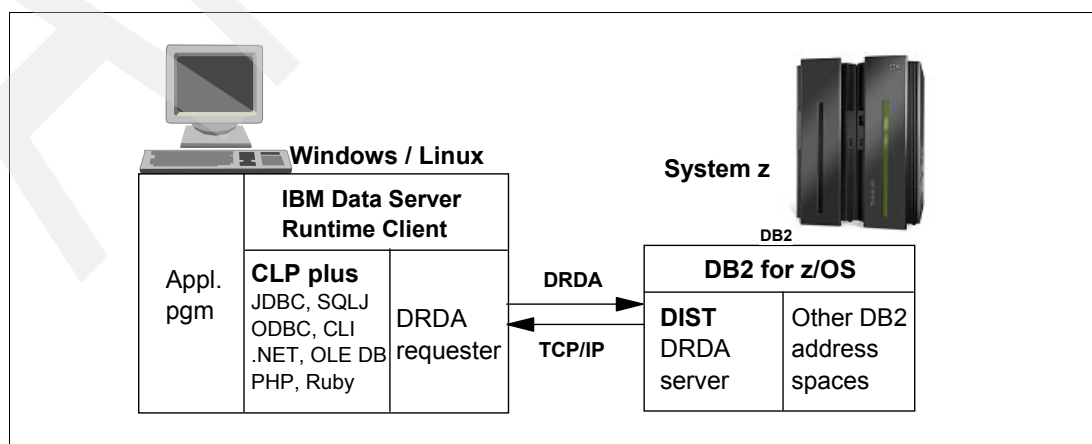 Windows / Linux
System z
IBM Data Server
Runtime Client
Appl.
pgm
CLP plus
JDBC, SQLJ
ODBC, CLI
.NET, OLE DB
PHP, Ruby
DRDA
requester
DRDA
TCP/IP
DB2
DB2 for z/OS
DIST
DRDA
server
Other DB2
address
spaces